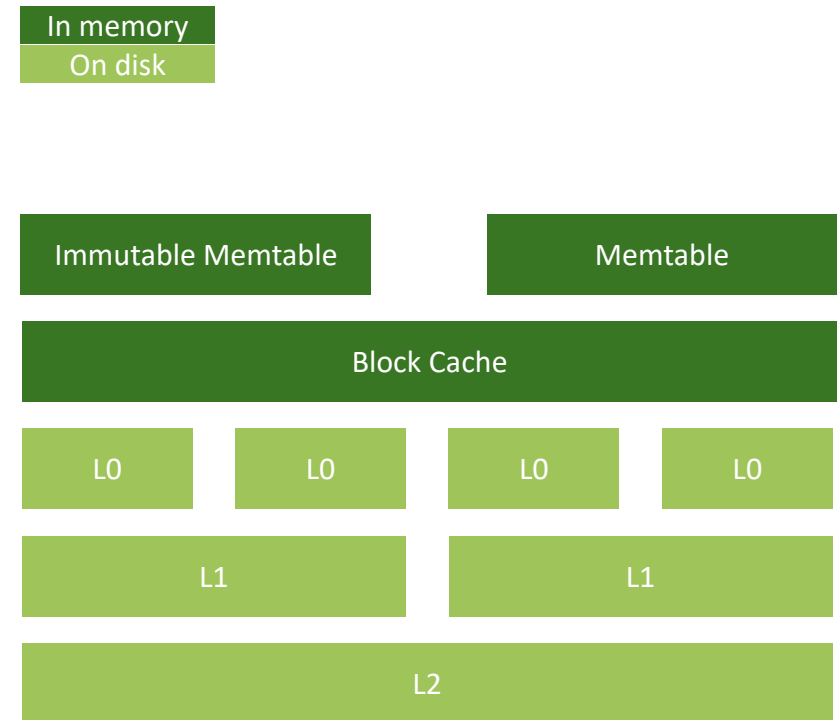 In memory
On disk
Immutable Memtable
Memtable
Block Cache
L0
L0
L0
L0
L1
L1
L2